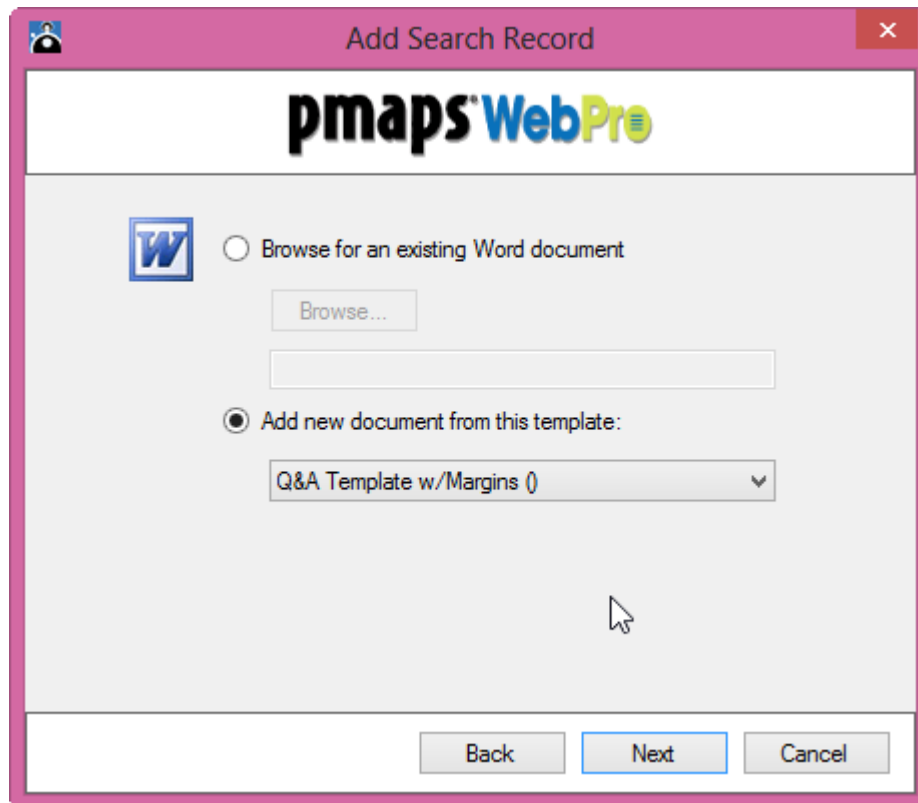 Add Search Record
pmaps WebPro
W
Browse for an existing Word document
Browse...
Add new document from this template:
Q&A Template w/Margins ()
Back Next Cancel